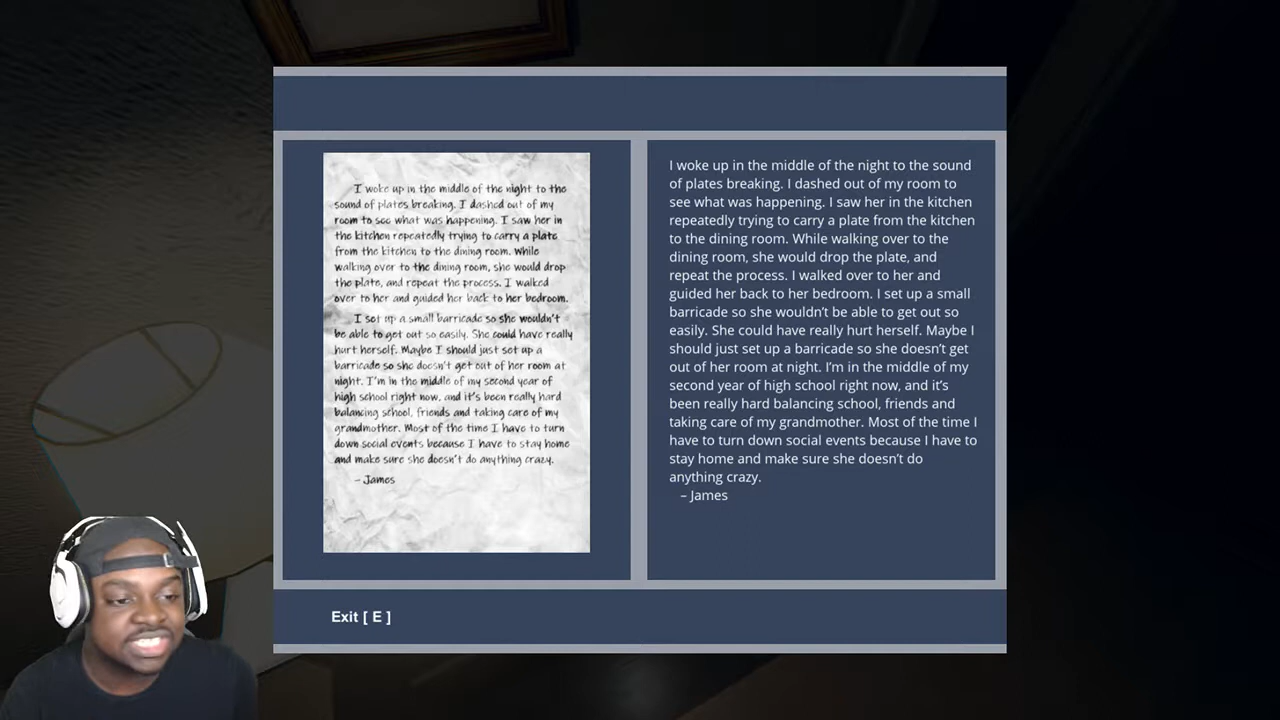 I woke up in the middle of the night to the
sound of plates breaking. I dashed out of my
room to see what was happening. I saw her in
the kitchen repeatedly trying to carry a plate
from the kitchen to the dining room. While
walking over to the dining room, she would drop
the plate, and repeat the process. I walked
over to her and guided her back to her bedroom.
I set up a small barricade so she wouldn't
be able to get out so easily. She could have really
hurt herself. Maybe I should just set up a
barricade so she doesn't get out of her room at
night. I'm in the middle of my second year of
high school right now, and it's been really hard
balancing school, friends and taking care of my
grandmother. Most of the time I have to turn
down social events because I have to stay home
and make sure she doesn't do anything crazy.
- James
I woke up in the middle of the night to the sound
of plates breaking. I dashed out of my room to
see what was happening. I saw her in the kitchen
repeatedly trying to carry a plate from the kitchen
to the dining room. While walking over to the
dining room, she would drop the plate, and
repeat the process. I walked over to her and
guided her back to her bedroom. I set up a small
barricade so she wouldn't be able to get out so
easily. She could have really hurt herself. Maybe I
should just set up a barricade so she doesn't get
out of her room at night. I'm in the middle of my
second year of high school right now, and it's
been really hard balancing school, friends and
taking care of my grandmother. Most of the time I
have to turn down social events because I have to
stay home and make sure she doesn't do
anything crazy.
– James
Exit [ E ]